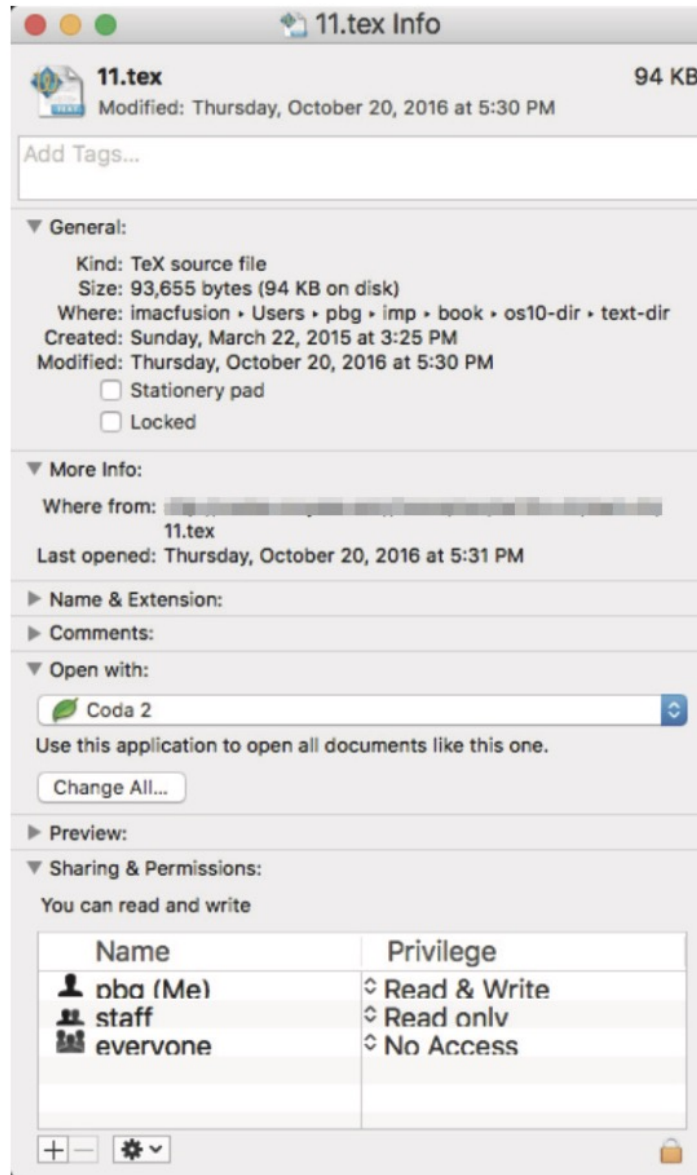 11.tex Info
11.tex 94 KB
Modified: Thursday, October 20, 2016 at 5:30 PM
Add Tags...
General:
Kind: TeX source file
Size: 93,655 bytes (94 KB on disk)
Where: imacfusion ▸ Users ▸ pbg ▸ imp ▸ book ▸ os10-dir ▸ text-dir
Created: Sunday, March 22, 2015 at 3:25 PM
Modified: Thursday, October 20, 2016 at 5:30 PM
Stationery pad
Locked
More Info:
Where from:
11.tex
Last opened: Thursday, October 20, 2016 at 5:31 PM
Name & Extension:
Comments:
Open with:
Coda 2
Use this application to open all documents like this one.
Change All...
Preview:
Sharing & Permissions:
You can read and write
Name Privilege
pbg (Me) Read & Write
staff Read only
everyone No Access